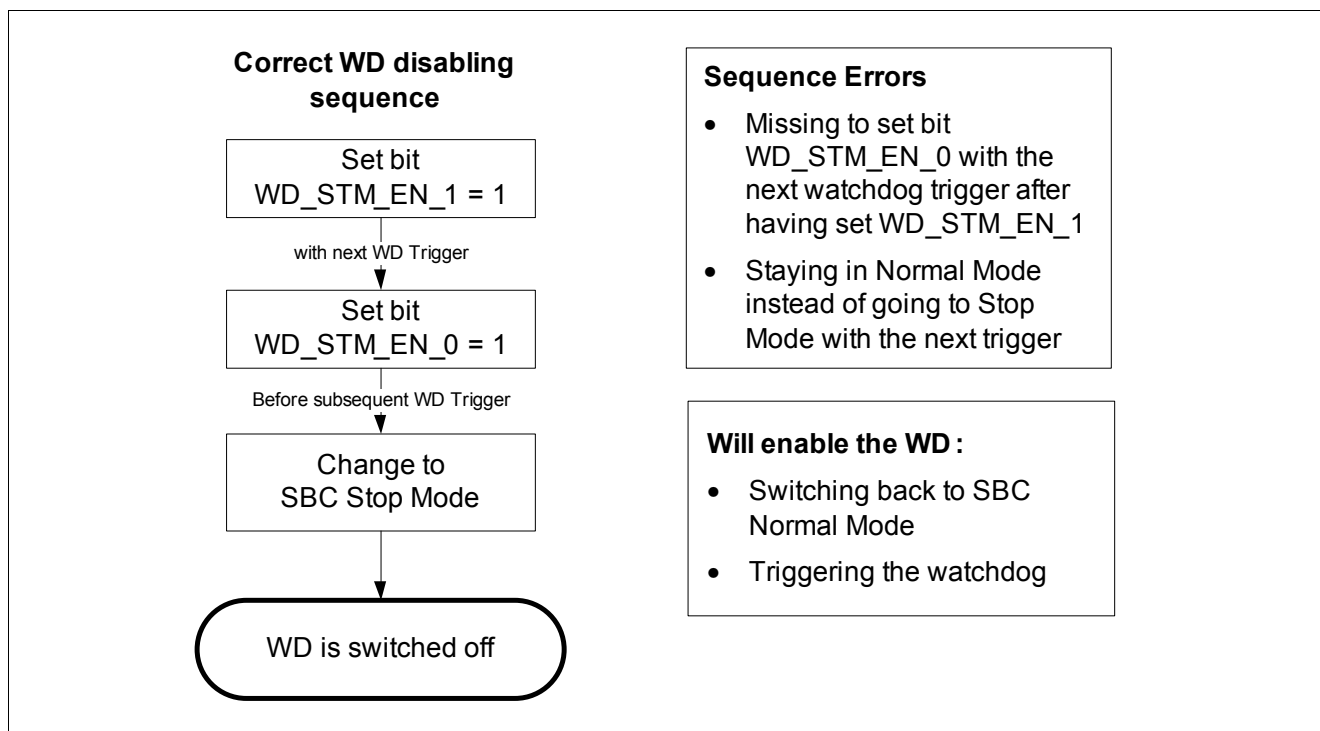 Correct WD disabling
sequence
Set bit
WD_STM_EN_1 = 1
with next WD Trigger
Set bit
WD_STM_EN_0 = 1
Before subsequent WD Trigger
Change to
SBC Stop Mode
WD is switched off
Sequence Errors
• Missing to set bit
WD_STM_EN_0 with the
next watchdog trigger after
having set WD_STM_EN_1
• Staying in Normal Mode
instead of going to Stop
Mode with the next trigger
Will enable the WD :
• Switching back to SBC
Normal Mode
• Triggering the watchdog